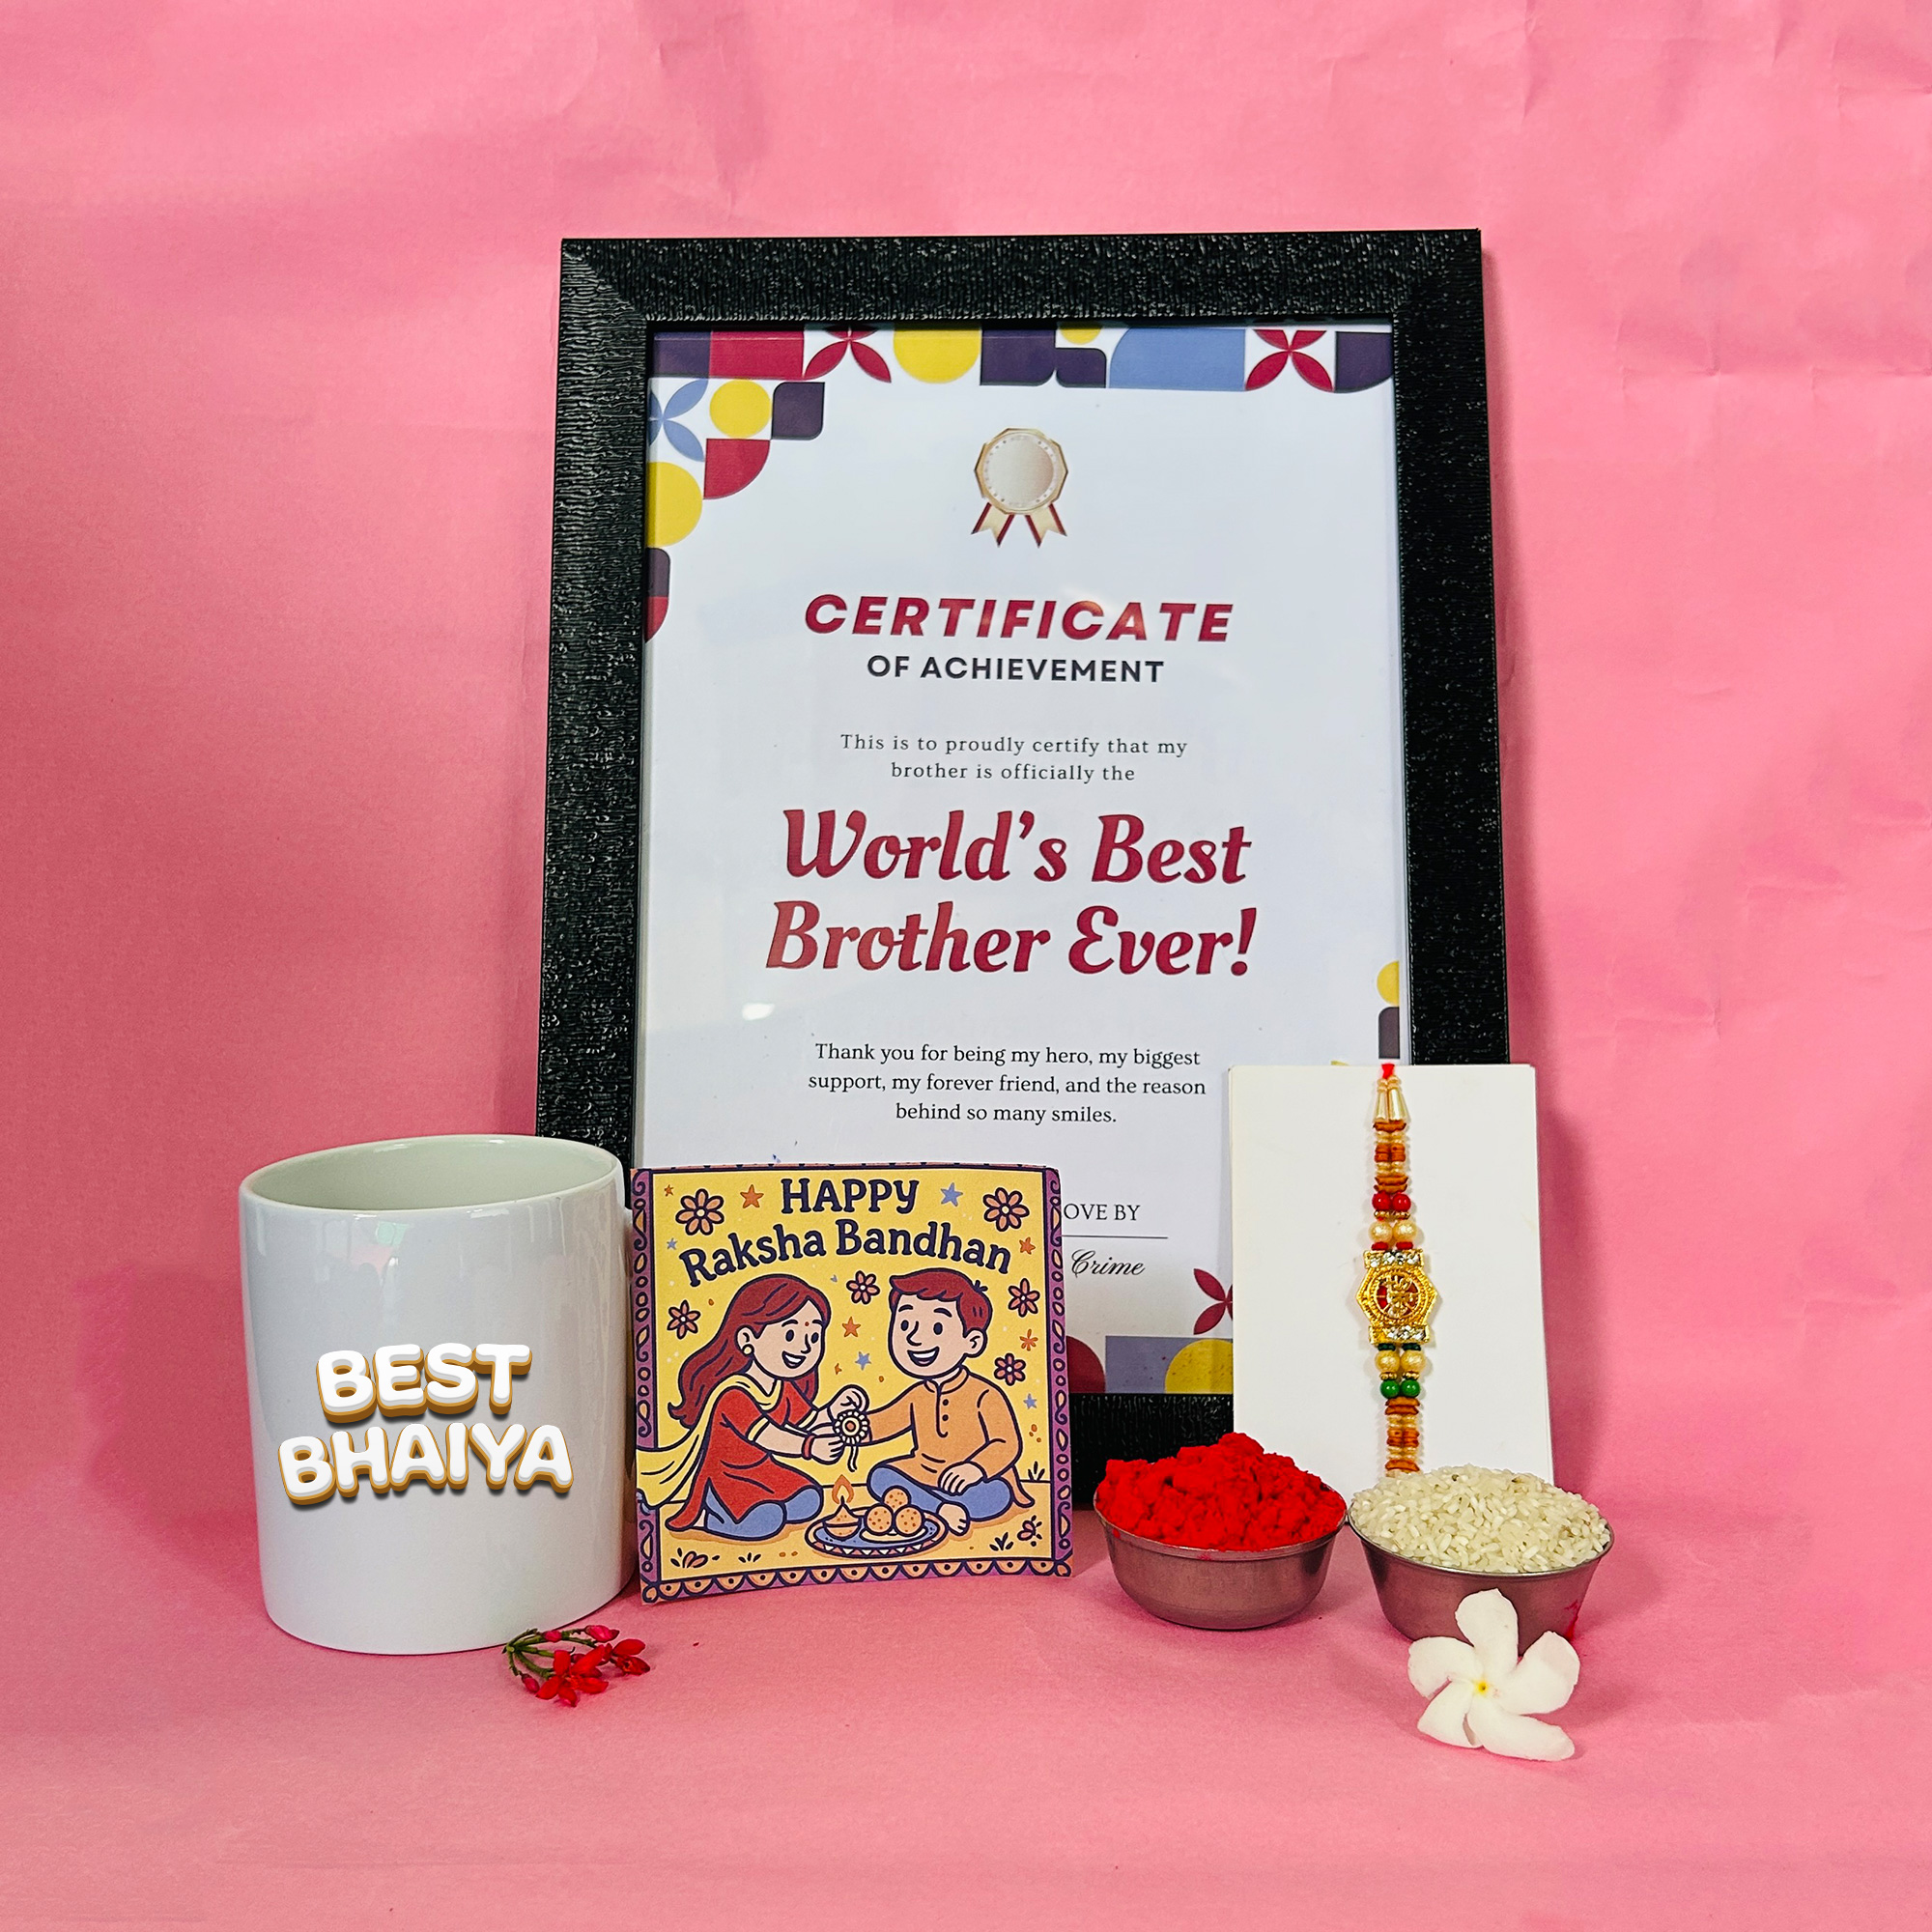 CERTIFICATE
OF ACHIEVEMENT
This is to proudly certify that my
brother is officially the
World's Best
Brother Ever!
Thank you for being my hero, my biggest
support, my forever friend, and the reason
behind so many smiles.
OVE BY
Crime
HAPPY
Raksha Bandhan
BEST
BHAIYA